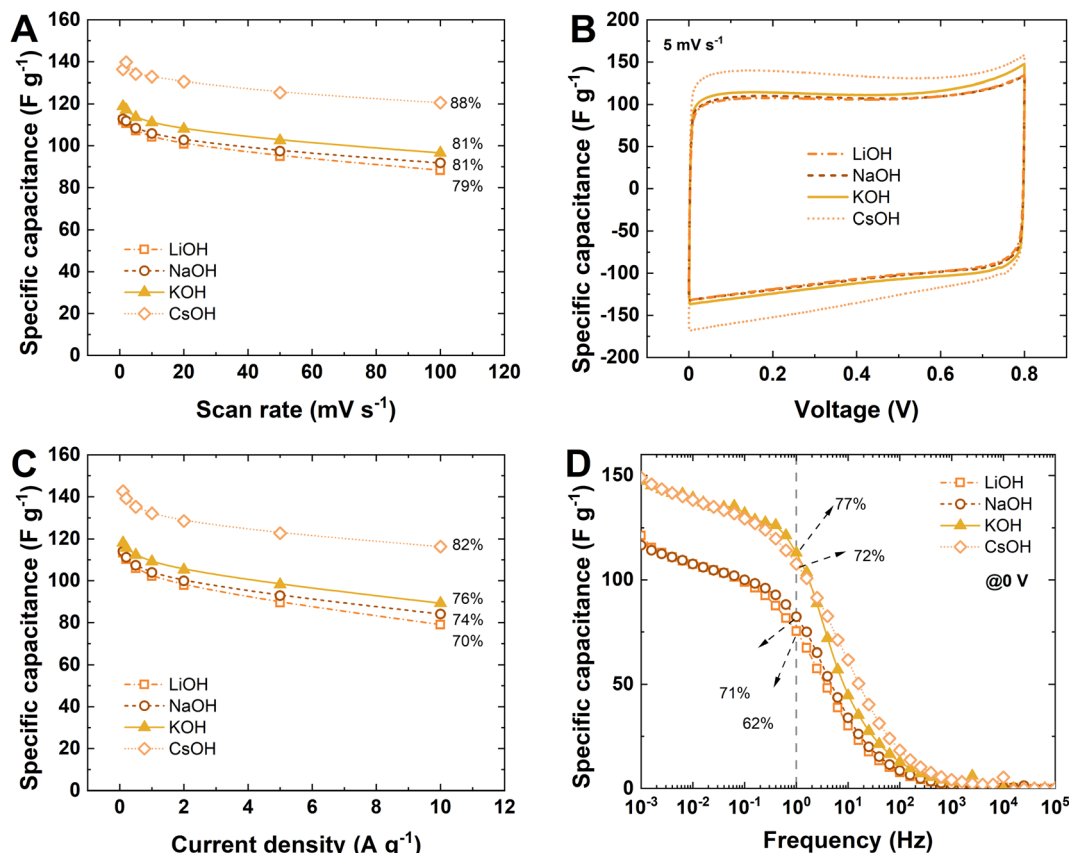 A
Specific capacitance (F g⁻¹)
160
140
120
100
80
60
40
20
0
88%
81%
81%
79%
LiOH
NaOH
KOH
CsOH
0 20 40 60 80 100 120
Scan rate (mV s⁻¹)
B
Specific capacitance (F g⁻¹)
200
150
100
50
0
-50
-100
-150
-200
5 mV s⁻¹
LiOH
NaOH
KOH
CsOH
0 0.2 0.4 0.6 0.8
Voltage (V)
C
Specific capacitance (F g⁻¹)
160
140
120
100
80
60
40
20
0
82%
76%
74%
70%
LiOH
NaOH
KOH
CsOH
0 2 4 6 8 10 12
Current density (A g⁻¹)
D
Specific capacitance (F g⁻¹)
150
100
50
0
LiOH
NaOH
KOH
CsOH
@0 V
77%
72%
71%
62%
10⁻³ 10⁻² 10⁻¹ 10⁰ 10¹ 10² 10³ 10⁴ 10⁵
Frequency (Hz)